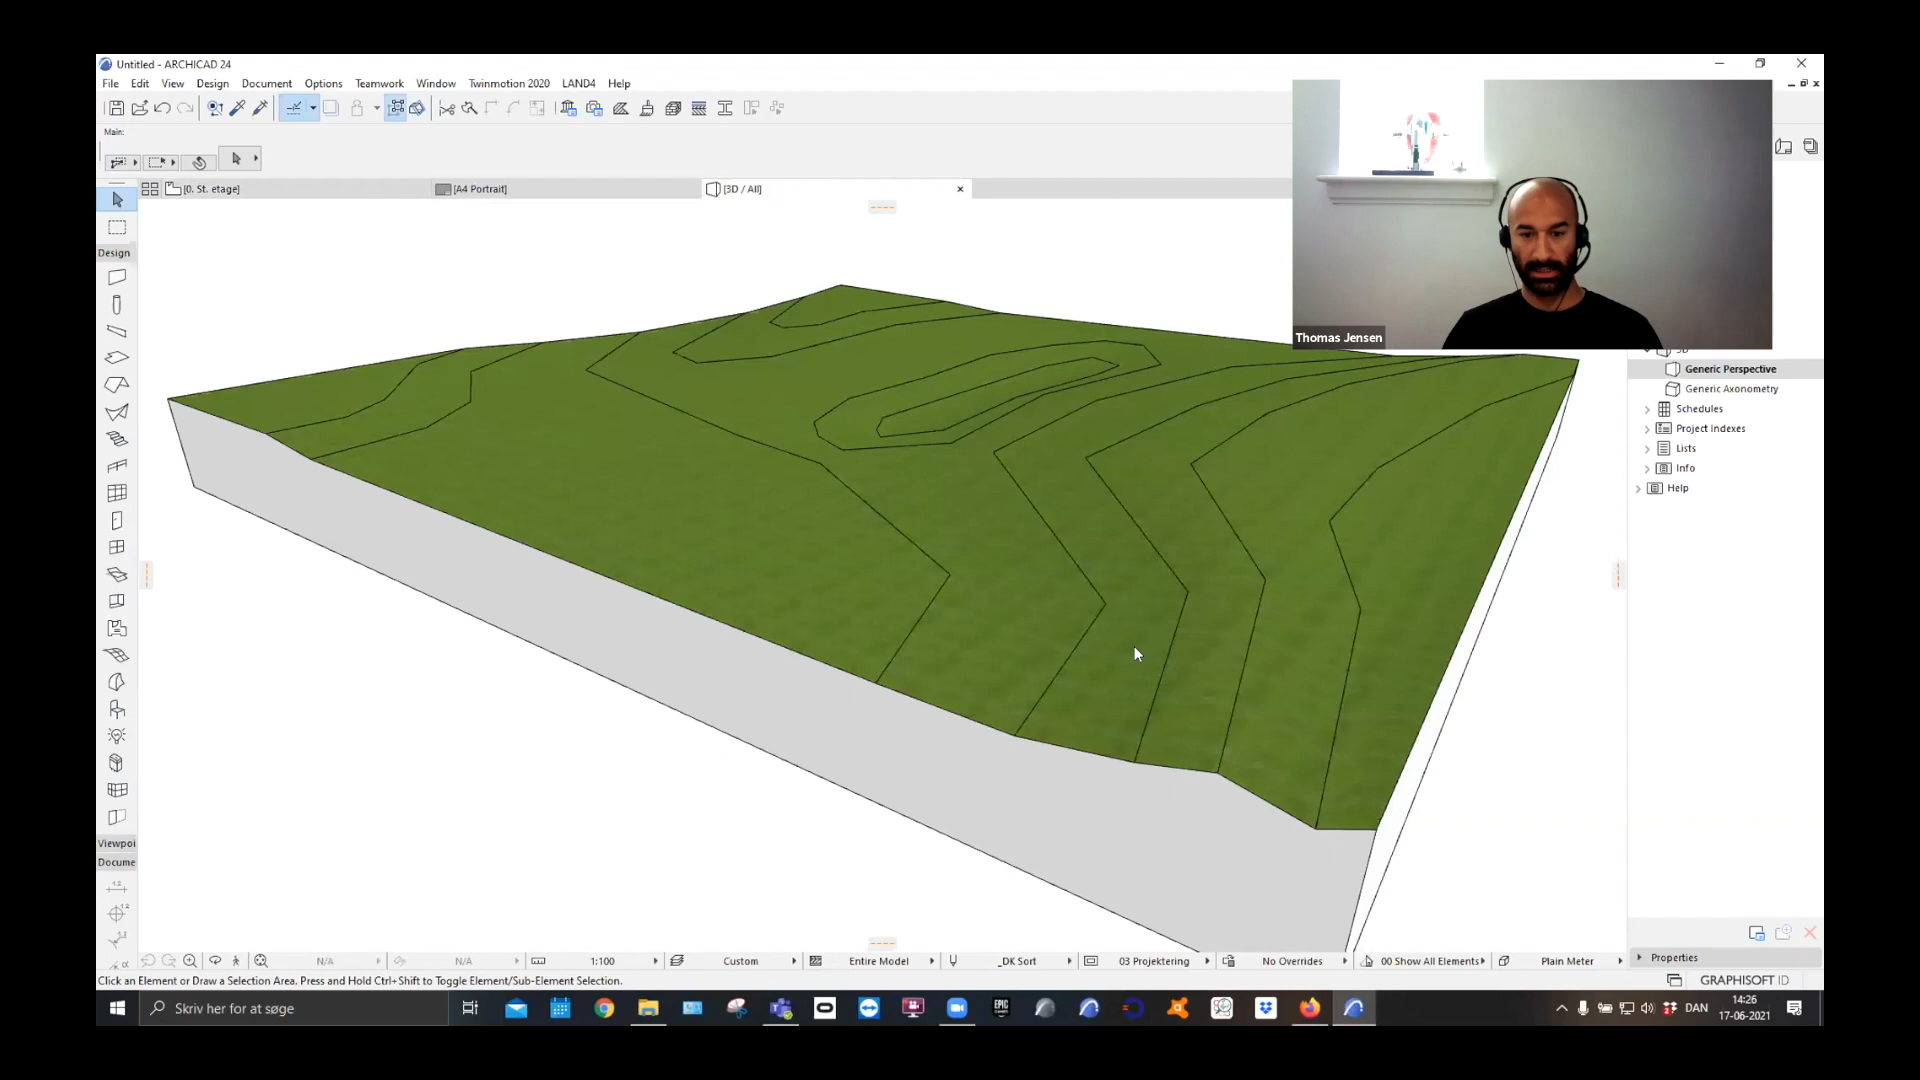 Untitled - ARCHICAD 24
File Edit View Design Document Options Teamwork Window Twinmotion 2020 LAND4 Help
Main:
[0. St. etage]
[A4 Portrait]
[3D / All]
Thomas Jensen
Design
3D
Generic Perspective
Generic Axonometry
Schedules
Project Indexes
Lists
Info
Help
Viewpoi
Docume
N/A N/A 1:100 Custom Entire Model _DK Sort 03 Projektering No Overrides 00 Show All Elements Plain Meter
Properties
Click an Element or Draw a Selection Area. Press and Hold Ctrl+Shift to Toggle Element/Sub-Element Selection.
GRAPHISOFT ID
Skriv her for at søge
DAN
14:26
17-06-2021